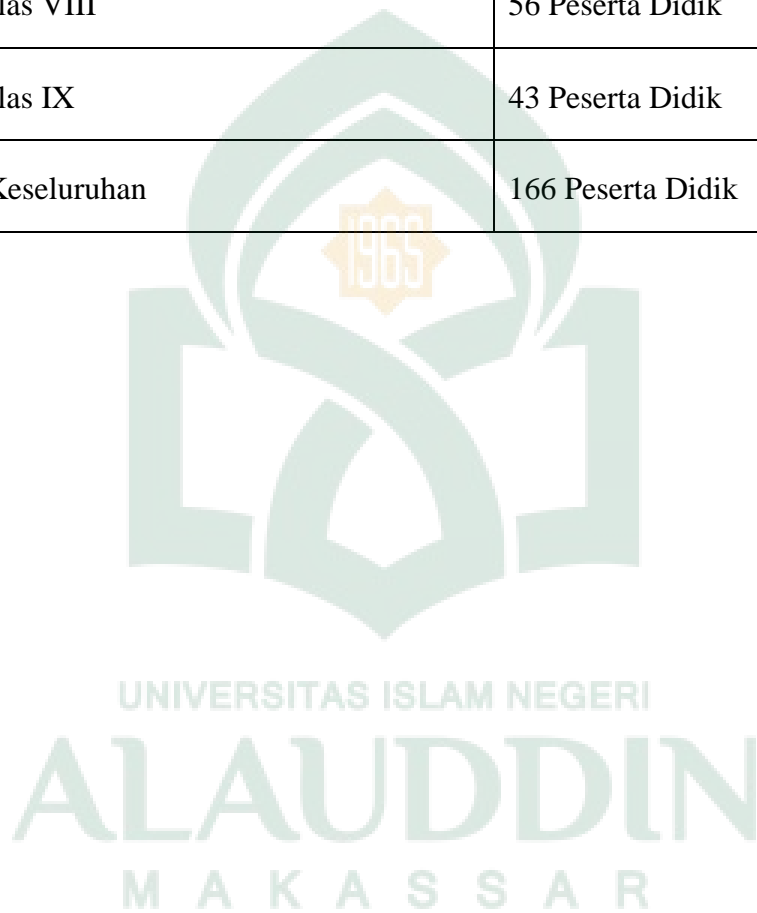 las VIII 56 Peserta Didik
las IX 43 Peserta Didik
Keseluruhan 166 Peserta Didik
1965
UNIVERSITAS ISLAM NEGERI
ALAUDDIN
MAKASSAR